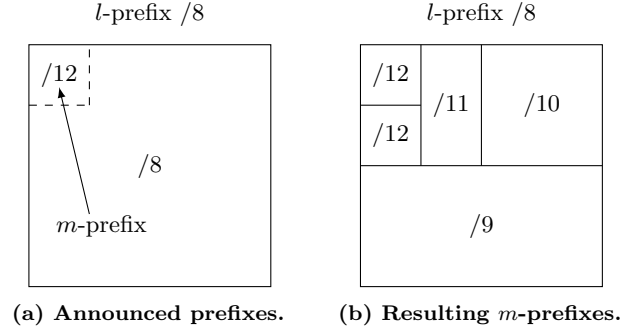 l-prefix /8
/12
/8
m-prefix
(a) Announced prefixes.
l-prefix /8
/12
/11
/10
/12
/9
(b) Resulting m-prefixes.